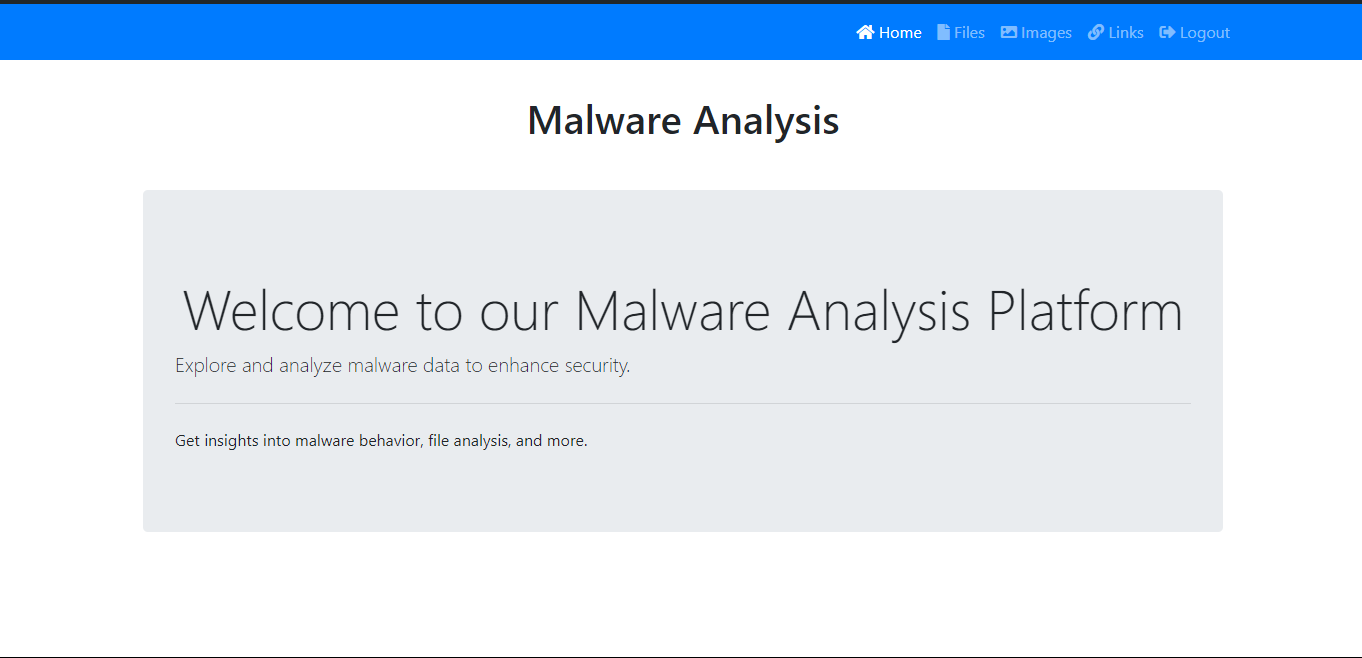 Home Files Images Links Logout
Malware Analysis
Welcome to our Malware Analysis Platform
Explore and analyze malware data to enhance security.
Get insights into malware behavior, file analysis, and more.